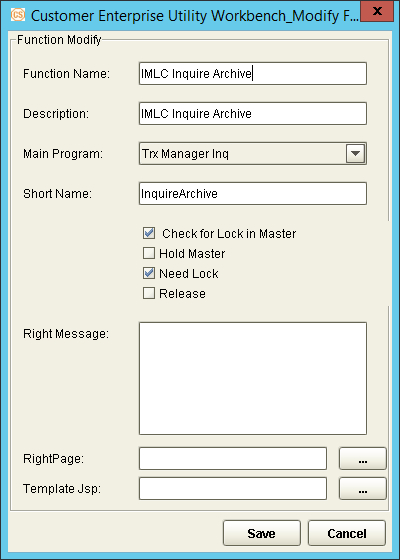 CS Customer Enterprise Utility Workbench_Modify F... x
Function Modify
Function Name: IMLC Inquire Archive
Description: IMLC Inquire Archive
Main Program: Trx Manager Inq
Short Name: InquireArchive
Check for Lock in Master
Hold Master
Need Lock
Release
Right Message:
RightPage: ...
Template Jsp: ...
Save Cancel